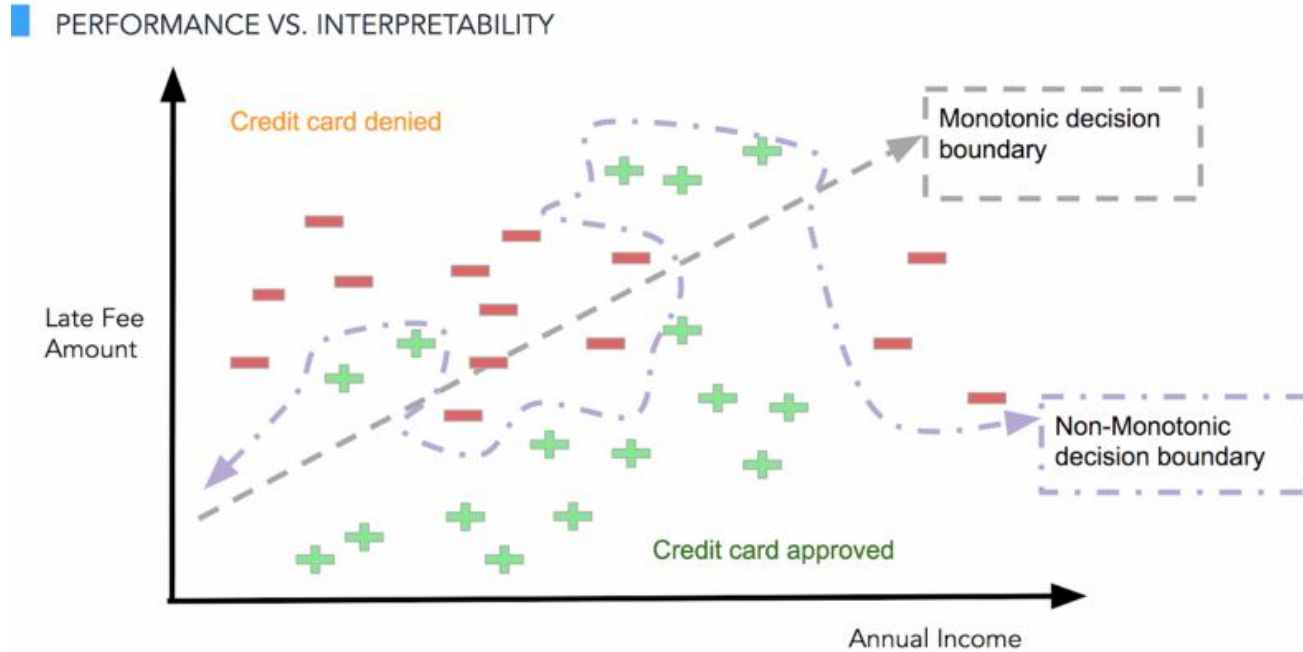 PERFORMANCE VS. INTERPRETABILITY
Credit card denied
Monotonic decision
boundary
Late Fee
Amount
Non-Monotonic
decision boundary
Credit card approved
Annual Income